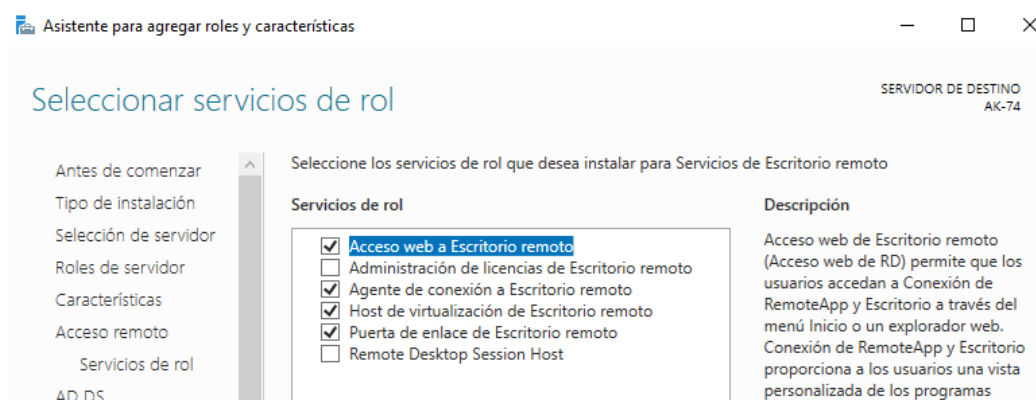 Asistente para agregar roles y características
Seleccionar servicios de rol
SERVIDOR DE DESTINO
AK-74
Antes de comenzar
Tipo de instalación
Selección de servidor
Roles de servidor
Características
Acceso remoto
Servicios de rol
AD DS
Seleccione los servicios de rol que desea instalar para Servicios de Escritorio remoto
Servicios de rol
Acceso web a Escritorio remoto
Administración de licencias de Escritorio remoto
Agente de conexión a Escritorio remoto
Host de virtualización de Escritorio remoto
Puerta de enlace de Escritorio remoto
Remote Desktop Session Host
Descripción
Acceso web de Escritorio remoto
(Acceso web de RD) permite que los
usuarios accedan a Conexión de
RemoteApp y Escritorio a través del
menú Inicio o un explorador web.
Conexión de RemoteApp y Escritorio
proporciona a los usuarios una vista
personalizada de los programas